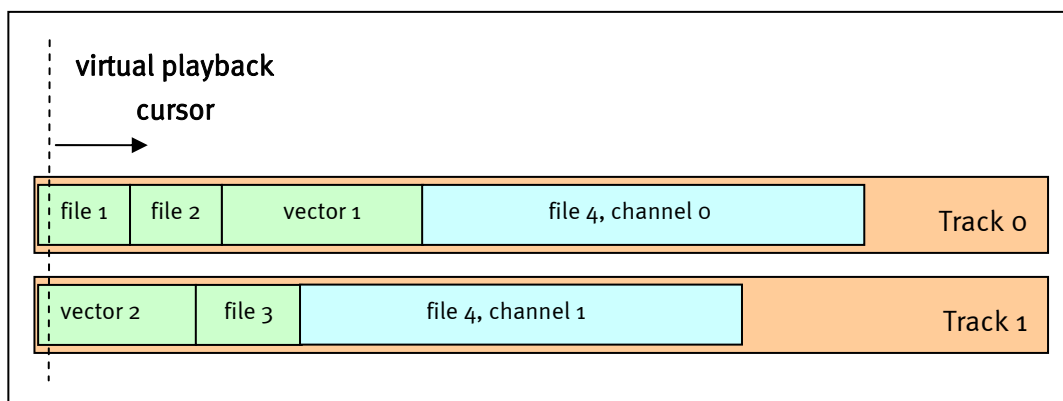 virtual playback
cursor
file 1
file 2
vector 1
file 4, channel 0
Track 0
vector 2
file 3
file 4, channel 1
Track 1